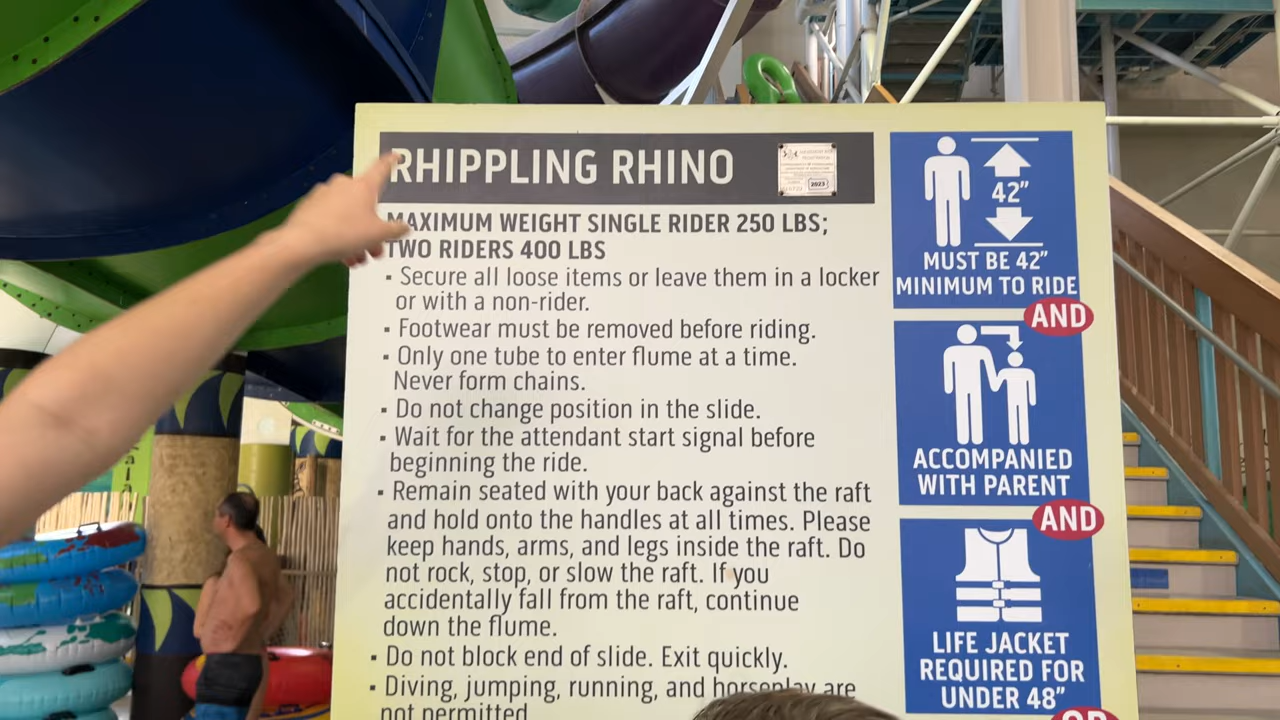 RHIPPLING RHINO
2023
MAXIMUM WEIGHT SINGLE RIDER 250 LBS;
TWO RIDERS 400 LBS
▪ Secure all loose items or leave them in a locker
or with a non-rider.
▪ Footwear must be removed before riding.
▪ Only one tube to enter flume at a time.
Never form chains.
▪ Do not change position in the slide.
▪ Wait for the attendant start signal before
beginning the ride.
▪ Remain seated with your back against the raft
and hold onto the handles at all times. Please
keep hands, arms, and legs inside the raft. Do
not rock, stop, or slow the raft. If you
accidentally fall from the raft, continue
down the flume.
▪ Do not block end of slide. Exit quickly.
▪ Diving, jumping, running, and horseplay are
not permitted
42"
MUST BE 42"
MINIMUM TO RIDE
AND
ACCOMPANIED
WITH PARENT
AND
LIFE JACKET
REQUIRED FOR
UNDER 48"
OR